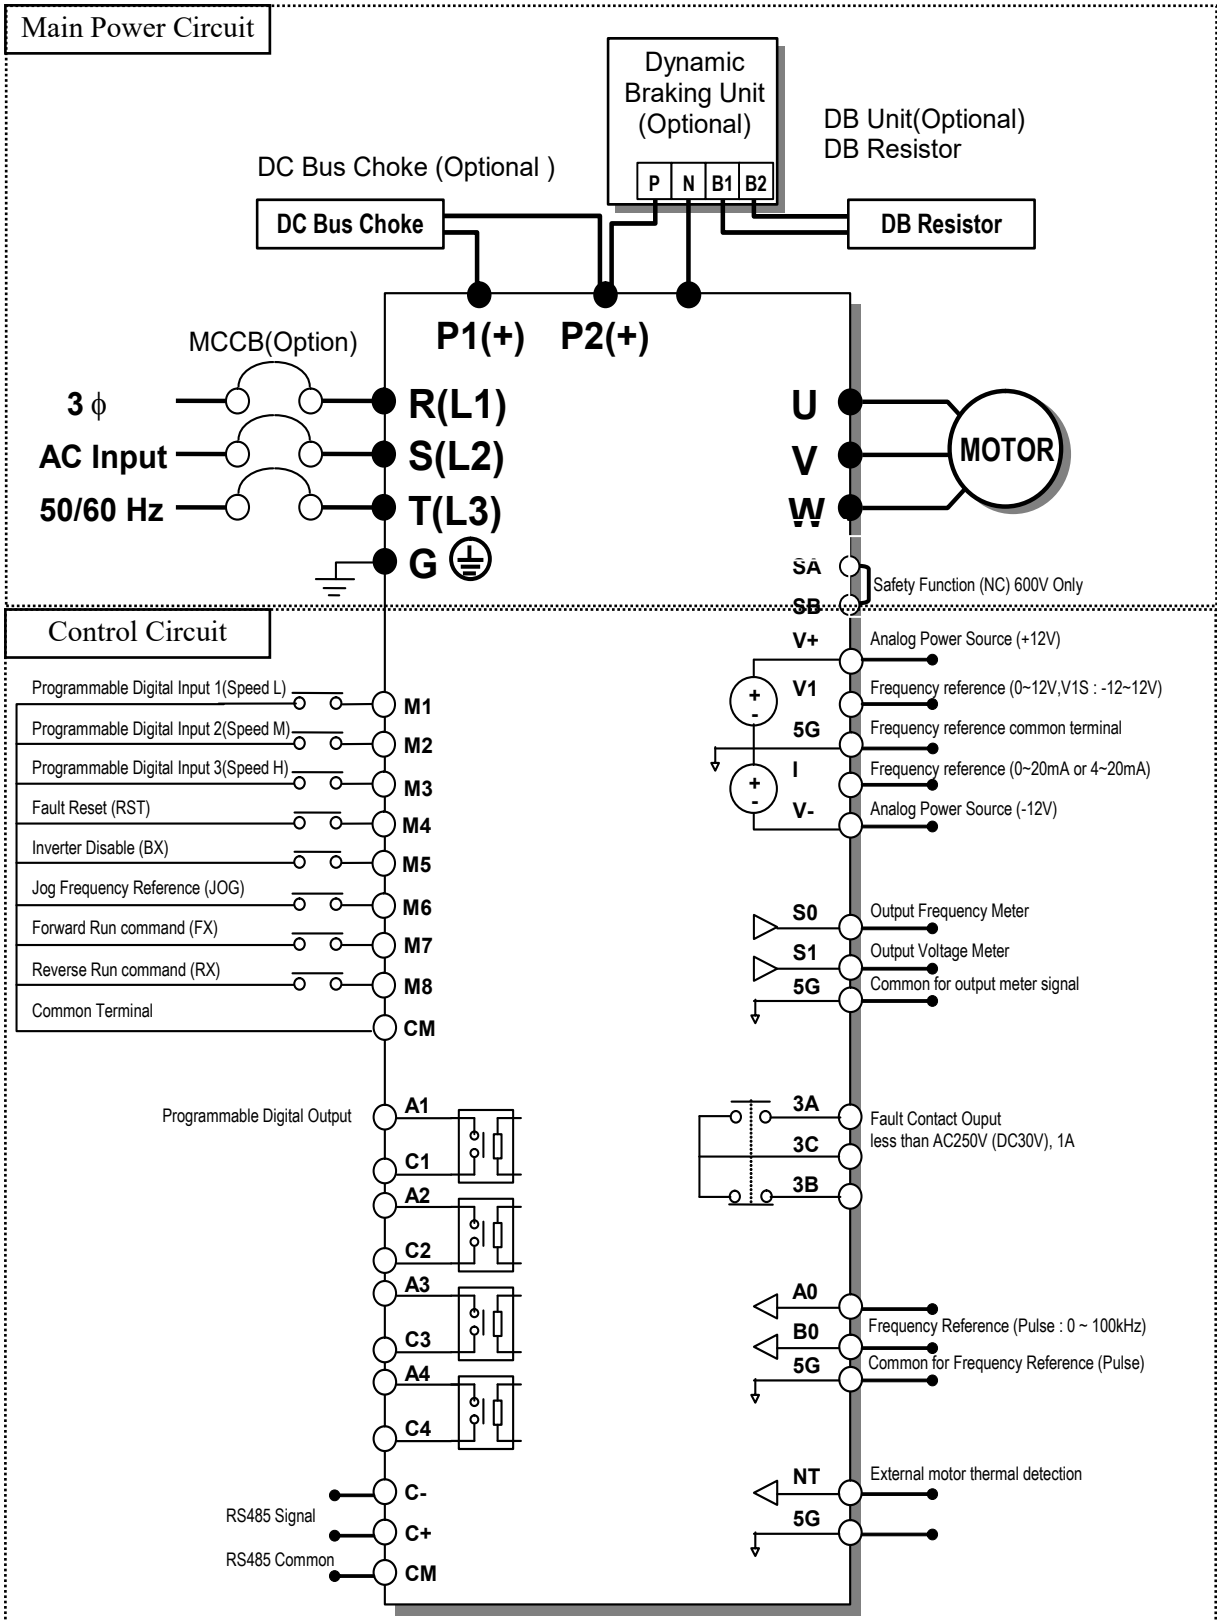 Main Power Circuit
Dynamic
Braking Unit
(Optional)
P N B1 B2
DB Unit(Optional)
DB Resistor
DC Bus Choke (Optional )
DC Bus Choke
DB Resistor
P1(+) P2(+)
MCCB(Option)
3 ϕ
AC Input
50/60 Hz
R(L1)
S(L2)
T(L3)
G
U
V
W
MOTOR
SA
SB
Safety Function (NC) 600V Only
Control Circuit
Programmable Digital Input 1(Speed L)
M1
Programmable Digital Input 2(Speed M)
M2
Programmable Digital Input 3(Speed H)
M3
Fault Reset (RST)
M4
Inverter Disable (BX)
M5
Jog Frequency Reference (JOG)
M6
Forward Run command (FX)
M7
Reverse Run command (RX)
M8
Common Terminal
CM
V+
Analog Power Source (+12V)
V1
Frequency reference (0~12V,V1S : -12~12V)
5G
Frequency reference common terminal
I
Frequency reference (0~20mA or 4~20mA)
V-
Analog Power Source (-12V)
+
-
+
-
S0
Output Frequency Meter
S1
Output Voltage Meter
5G
Common for output meter signal
Programmable Digital Output
A1
C1
A2
C2
A3
C3
A4
C4
3A
3C
3B
Fault Contact Ouput
less than AC250V (DC30V), 1A
A0
B0
Frequency Reference (Pulse : 0 ~ 100kHz)
5G
Common for Frequency Reference (Pulse)
NT
External motor thermal detection
5G
C-
RS485 Signal
C+
RS485 Common
CM